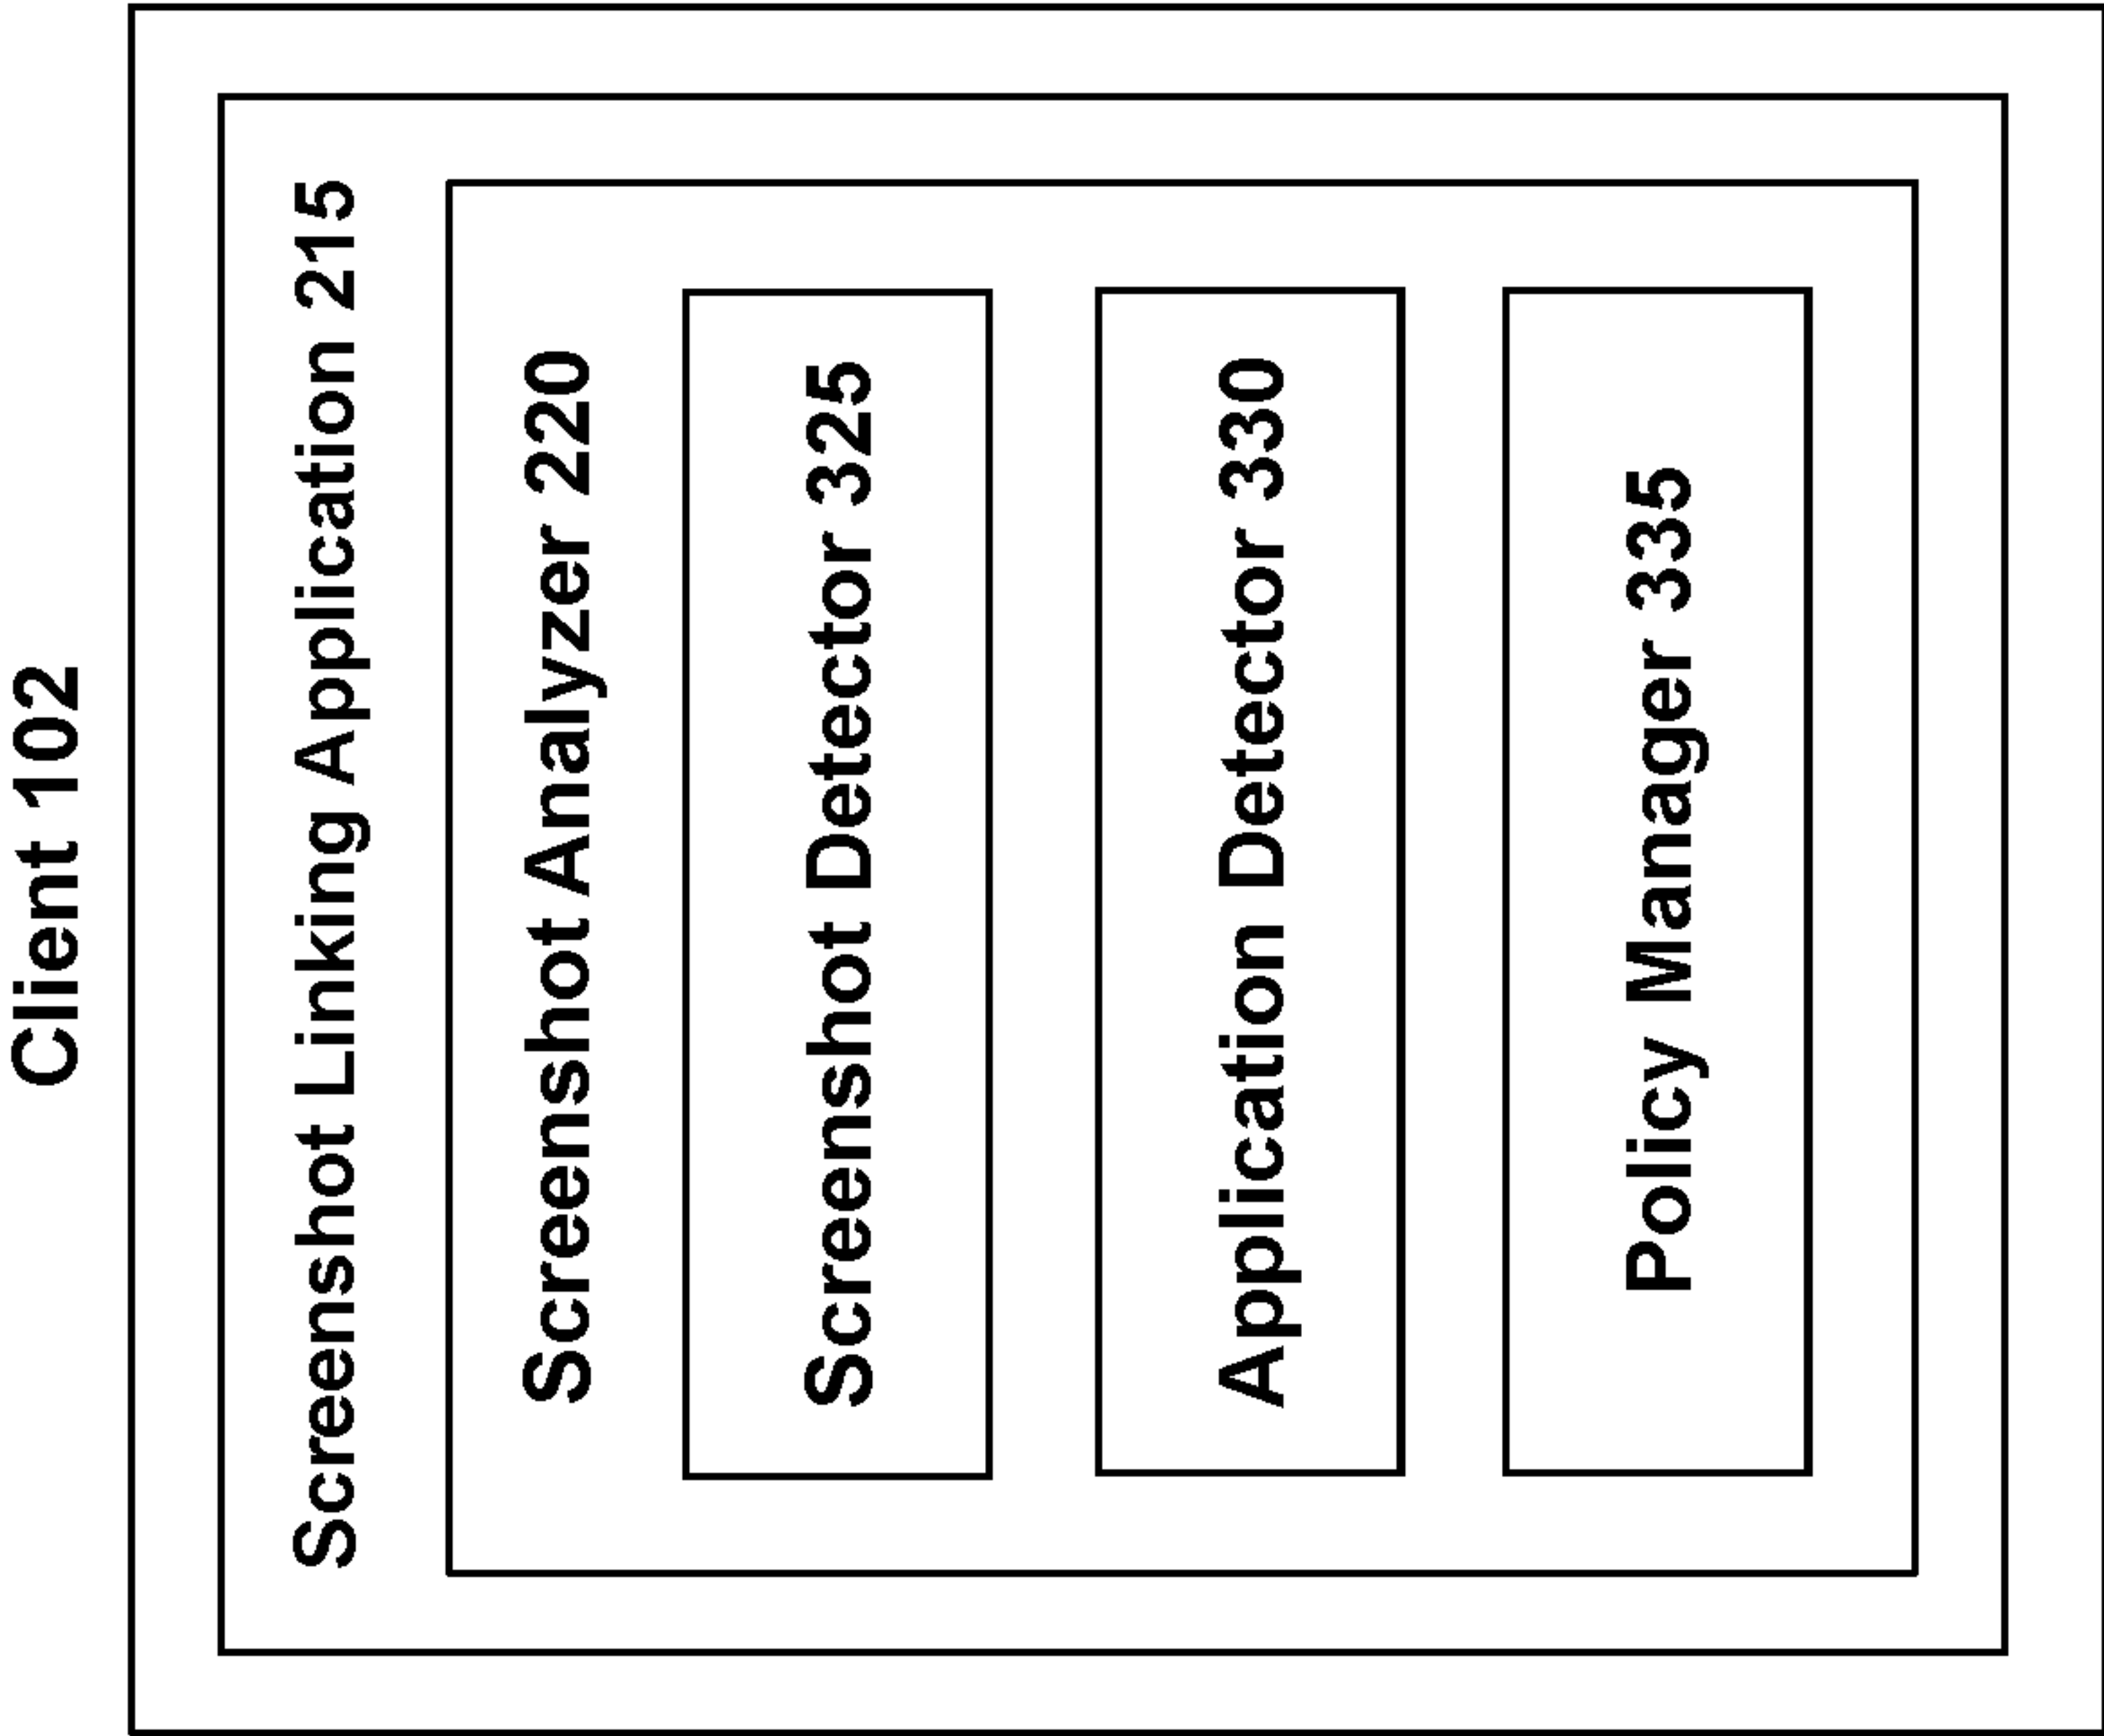 Client 102
Screenshot Linking Application 215
Screenshot Analyzer 220
Screenshot Detector 325
Application Detector 330
Policy Manager 335